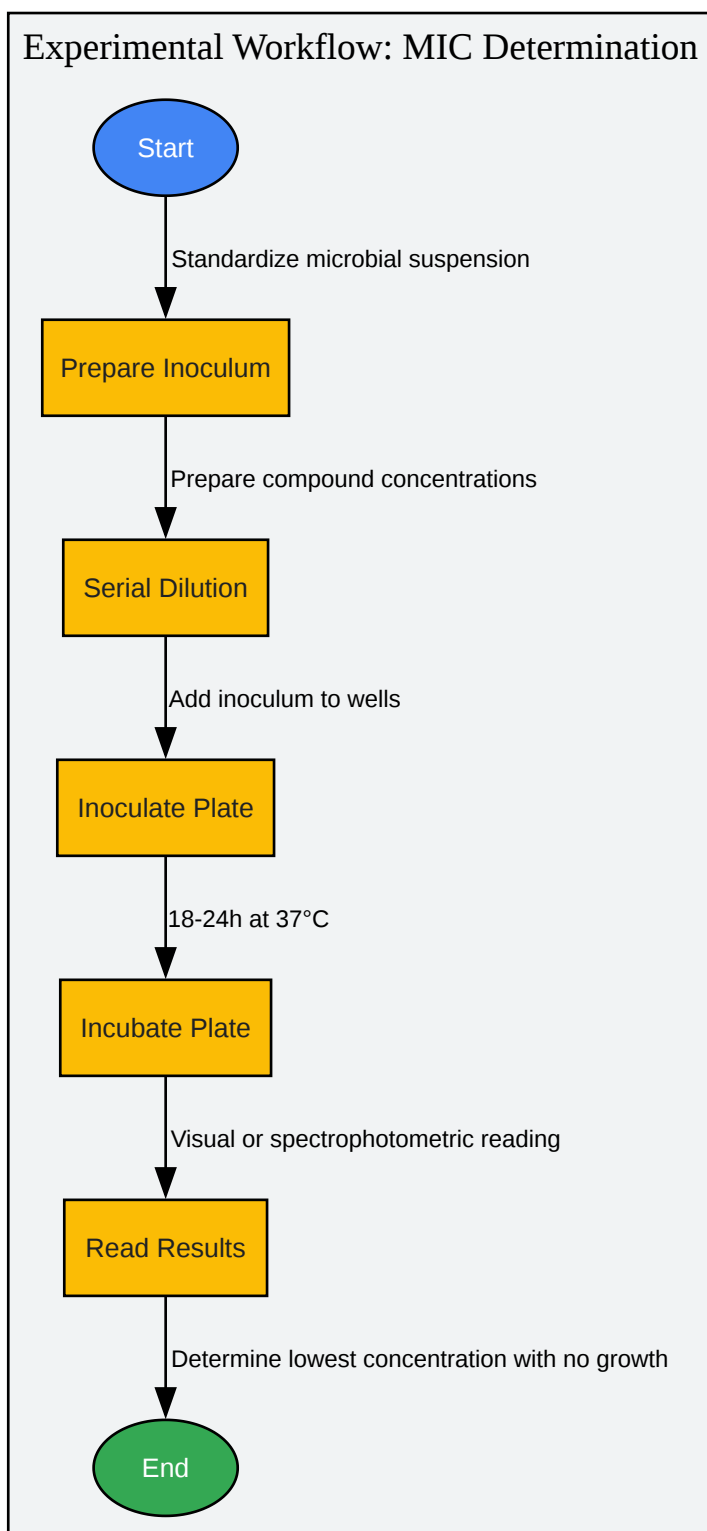 Experimental Workflow: MIC Determination
Start
Standardize microbial suspension
Prepare Inoculum
Prepare compound concentrations
Serial Dilution
Add inoculum to wells
Inoculate Plate
18-24h at 37°C
Incubate Plate
Visual or spectrophotometric reading
Read Results
Determine lowest concentration with no growth
End